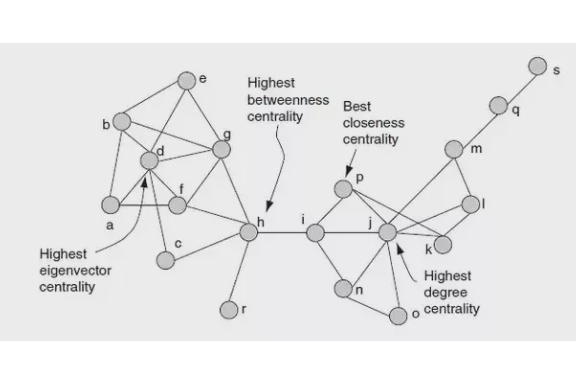 s
e
Highest
betweenness
centrality
Best
closeness
centrality
q
b
g
m
d
p
f
l
a
h
i
j
c
k
Highest
eigenvector
centrality
Highest
degree
centrality
n
r
o